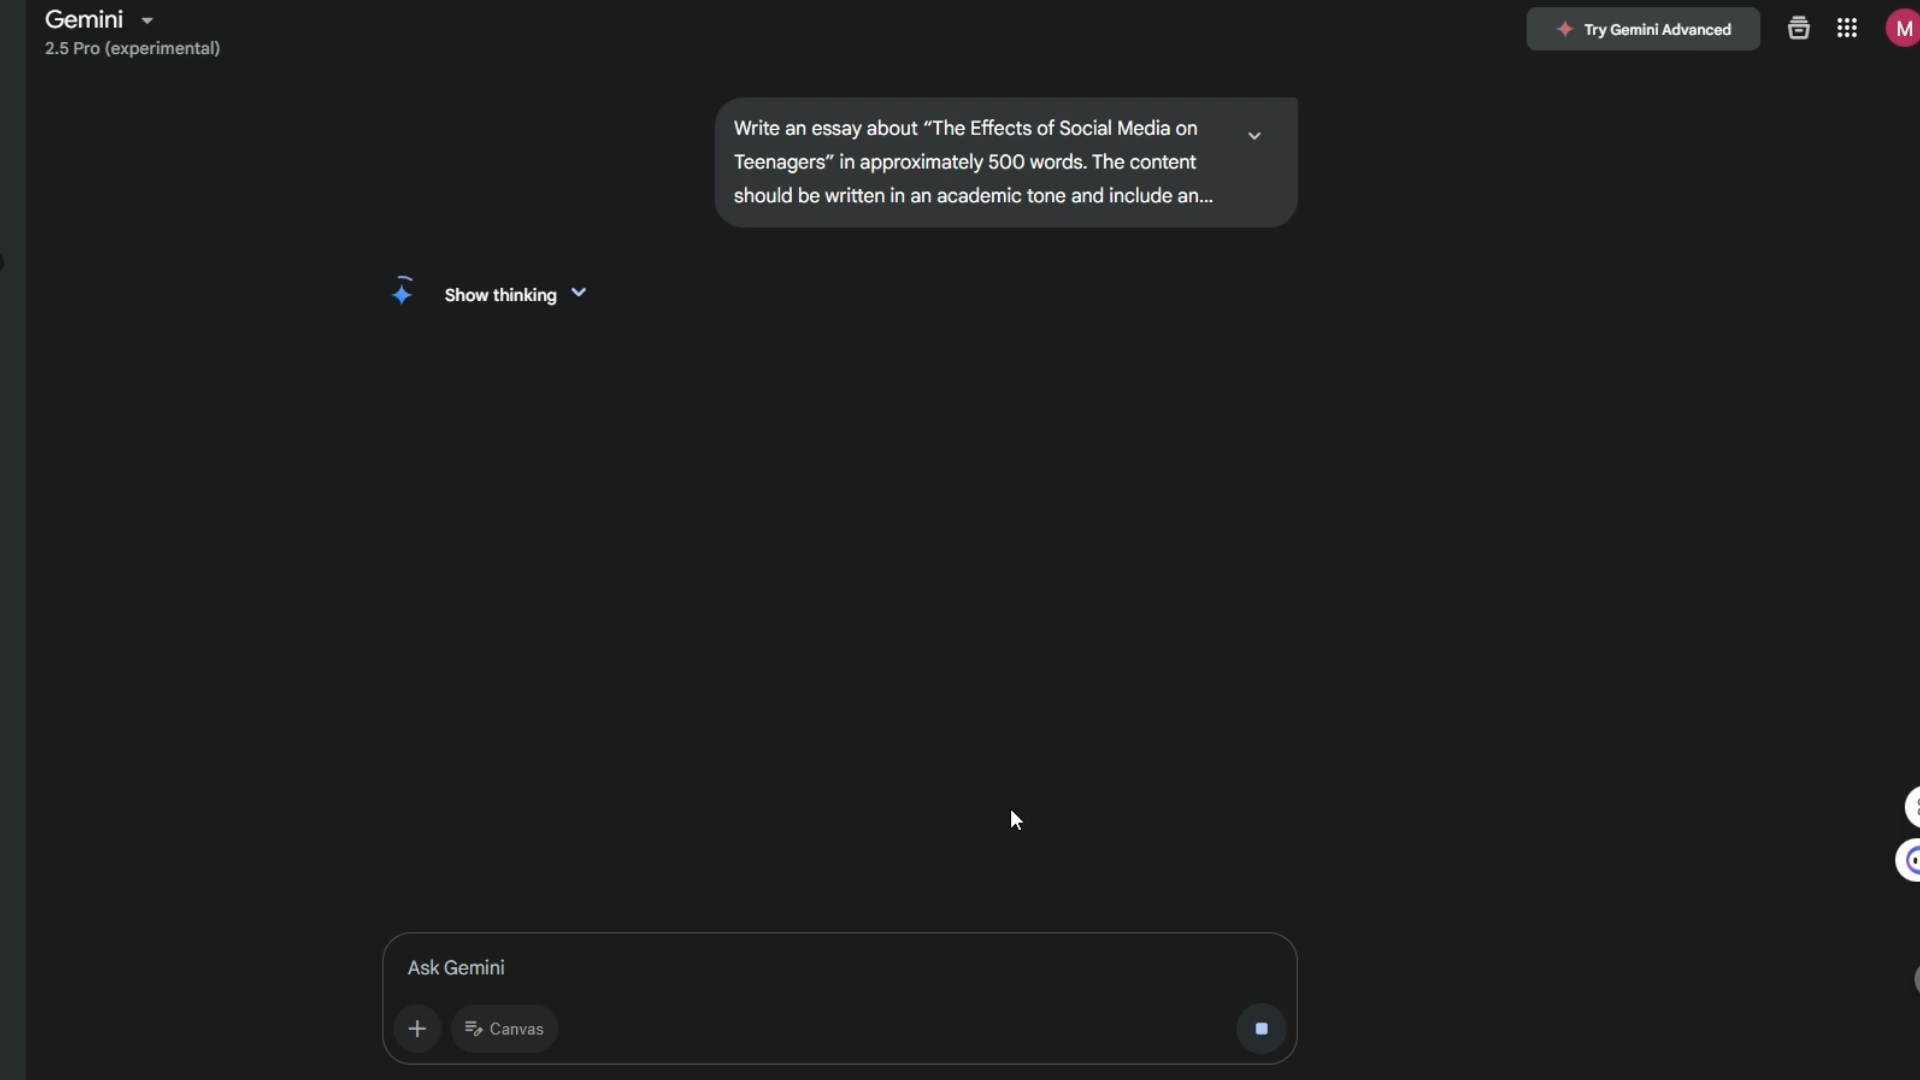 Gemini
2.5 Pro (experimental)
Try Gemini Advanced
M
Write an essay about “The Effects of Social Media on
Teenagers” in approximately 500 words. The content
should be written in an academic tone and include an...
Show thinking
Ask Gemini
Canvas